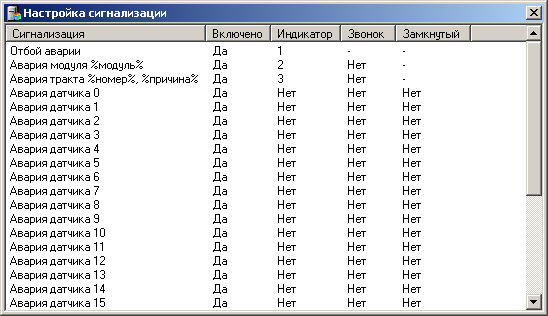 Настройка сигнализации
Сигнализация Включено Индикатор Звонок Замкнутый
Отбой аварии Да 1 - -
Авария модуля %модуль% Да 2 Нет -
Авария тракта %номер%, %причина% Да 3 Нет -
Авария датчика 0 Да Нет Нет Нет
Авария датчика 1 Да Нет Нет Нет
Авария датчика 2 Да Нет Нет Нет
Авария датчика 3 Да Нет Нет Нет
Авария датчика 4 Да Нет Нет Нет
Авария датчика 5 Да Нет Нет Нет
Авария датчика 6 Да Нет Нет Нет
Авария датчика 7 Да Нет Нет Нет
Авария датчика 8 Да Нет Нет Нет
Авария датчика 9 Да Нет Нет Нет
Авария датчика 10 Да Нет Нет Нет
Авария датчика 11 Да Нет Нет Нет
Авария датчика 12 Да Нет Нет Нет
Авария датчика 13 Да Нет Нет Нет
Авария датчика 14 Да Нет Нет Нет
Авария датчика 15 Да Нет Нет Нет